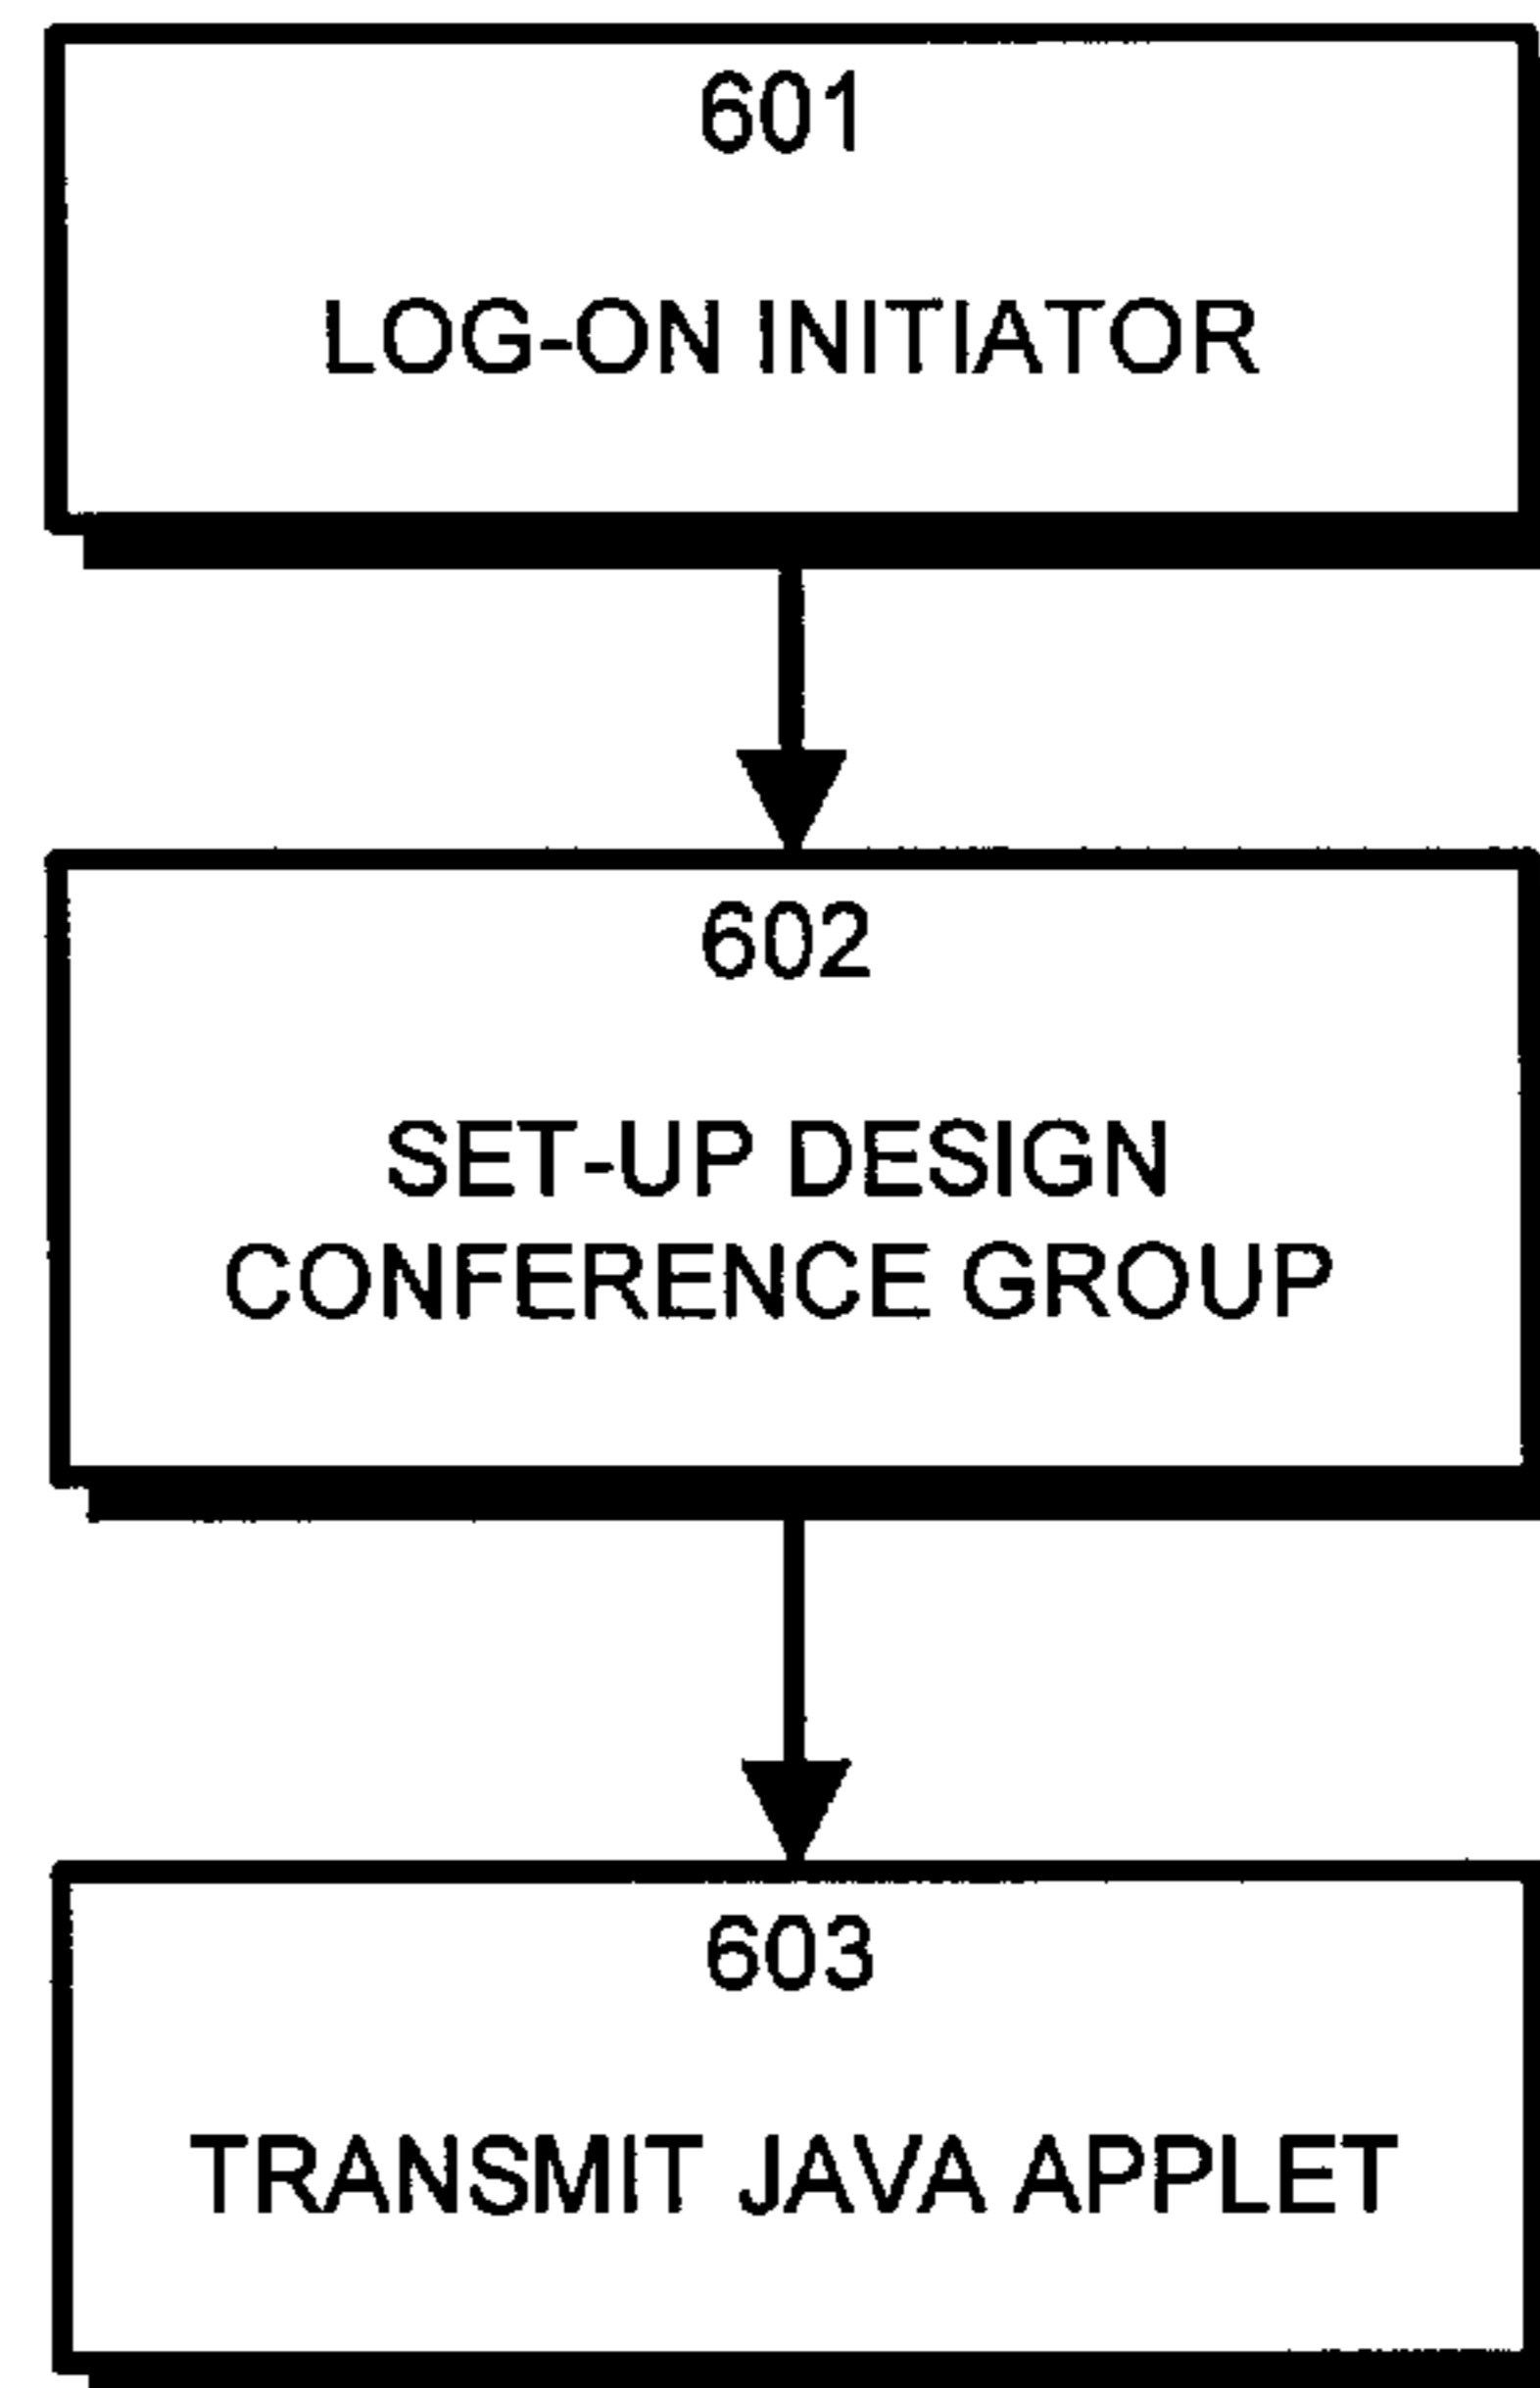 601
LOG-ON INITIATOR
602
SET-UP DESIGN
CONFERENCE GROUP
603
TRANSMIT JAVA APPLET